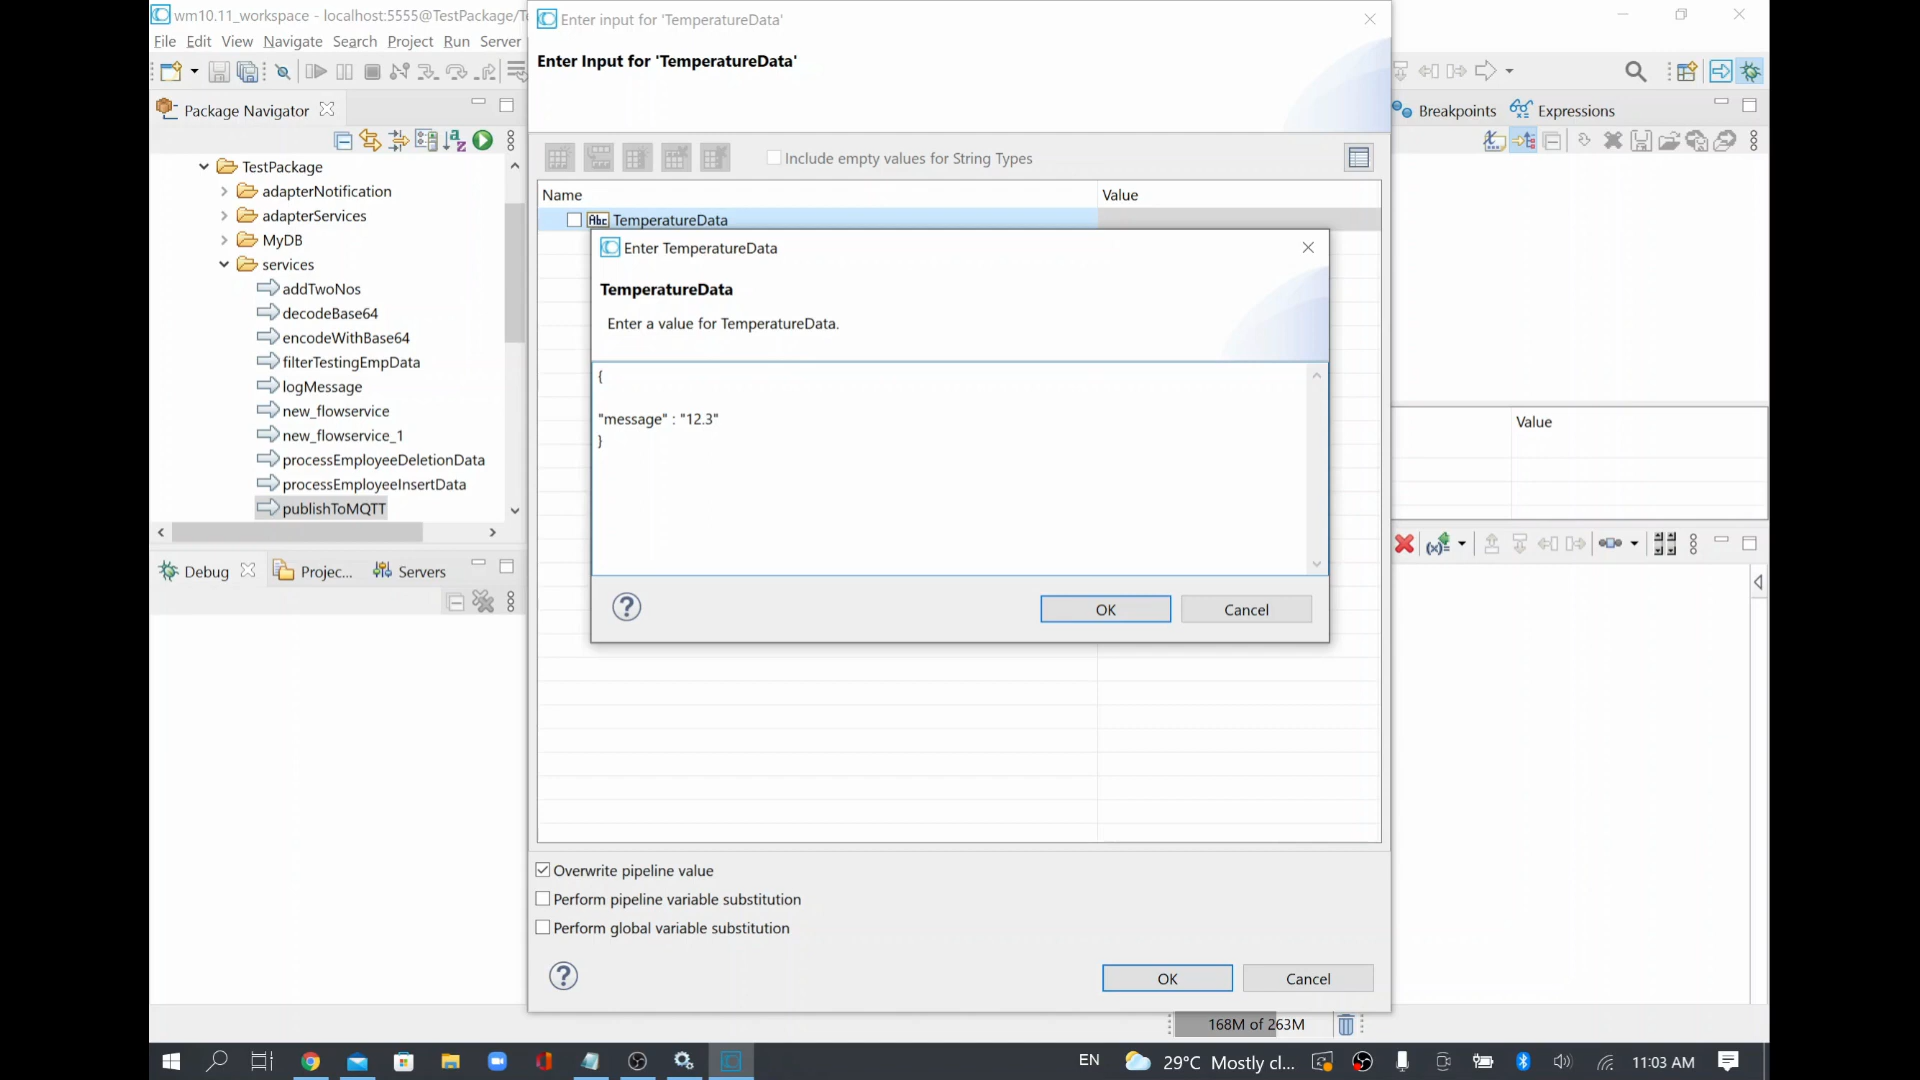 wm10.11_workspace - localhost:5555@TestPackage/Te
Enter input for 'TemperatureData'
File Edit View Navigate Search Project Run Server
Enter Input for 'TemperatureData'
Package Navigator
Breakpoints
Expressions
Include empty values for String Types
TestPackage
adapterNotification
adapterServices
MyDB
services
addTwoNos
decodeBase64
encodeWithBase64
filterTestingEmpData
logMessage
new_flowservice
new_flowservice_1
processEmployeeDeletionData
processEmployeeInsertData
publishToMQTT
Name
Value
Abc TemperatureData
Enter TemperatureData
TemperatureData
Enter a value for TemperatureData.
{
"message" : "12.3"
}
OK
Cancel
Value
Debug
Projec...
Servers
Overwrite pipeline value
Perform pipeline variable substitution
Perform global variable substitution
OK
Cancel
168M of 263M
EN
29°C Mostly cl...
11:03 AM